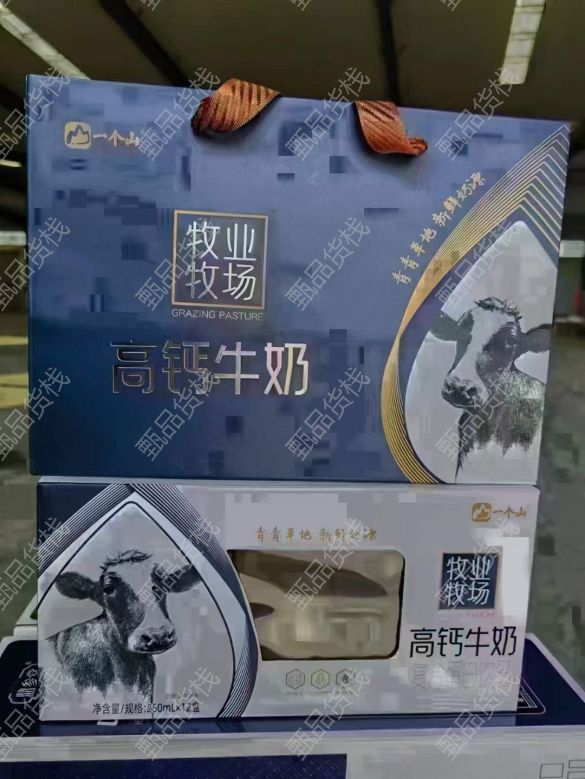 一个山
牧业
牧场
GRAZING PASTURE
高钙牛奶
青青草地 新鲜奶源
一个山
青青草地 新鲜奶源
牧业
牧场
高钙牛奶
净含量/规格:250mL×12盒
甄品货栈